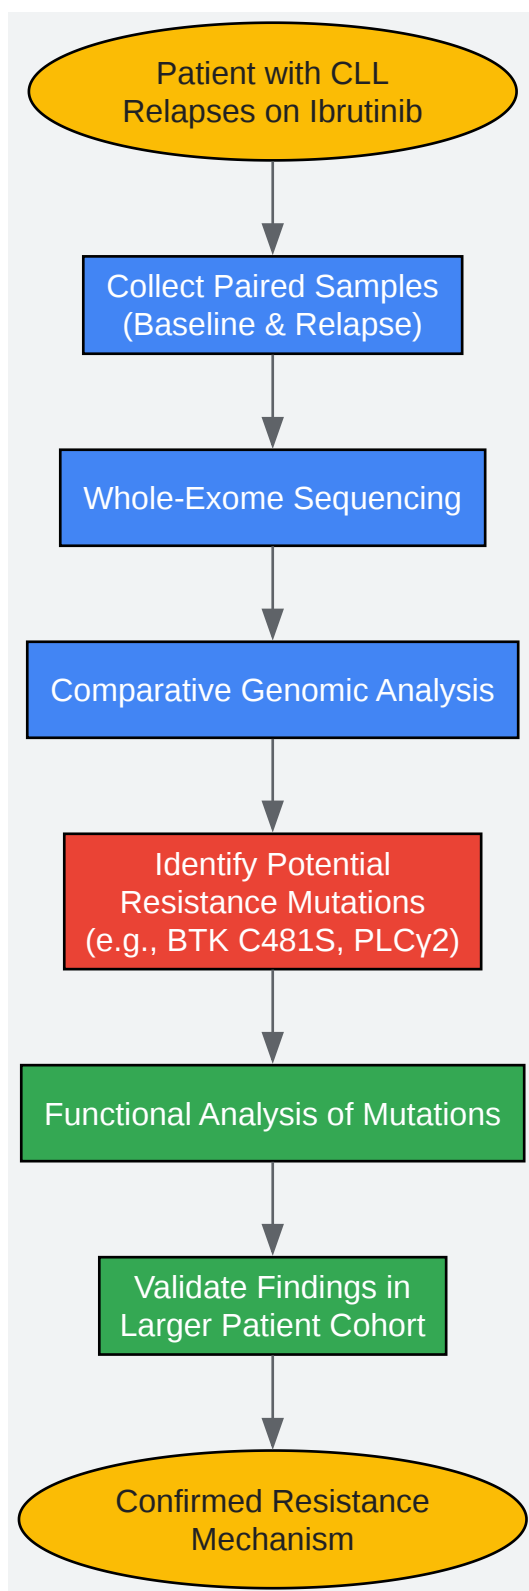 Patient with CLL
Relapses on Ibrutinib
Collect Paired Samples
(Baseline & Relapse)
Whole-Exome Sequencing
Comparative Genomic Analysis
Identify Potential
Resistance Mutations
(e.g., BTK C481S, PLCγ2)
Functional Analysis of Mutations
Validate Findings in
Larger Patient Cohort
Confirmed Resistance
Mechanism